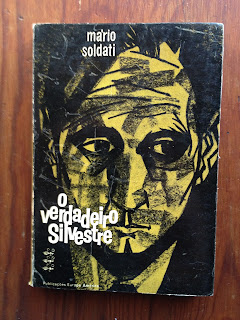 mario
soldati
o
verdadeiro
silvestre
Publicações Europa-América